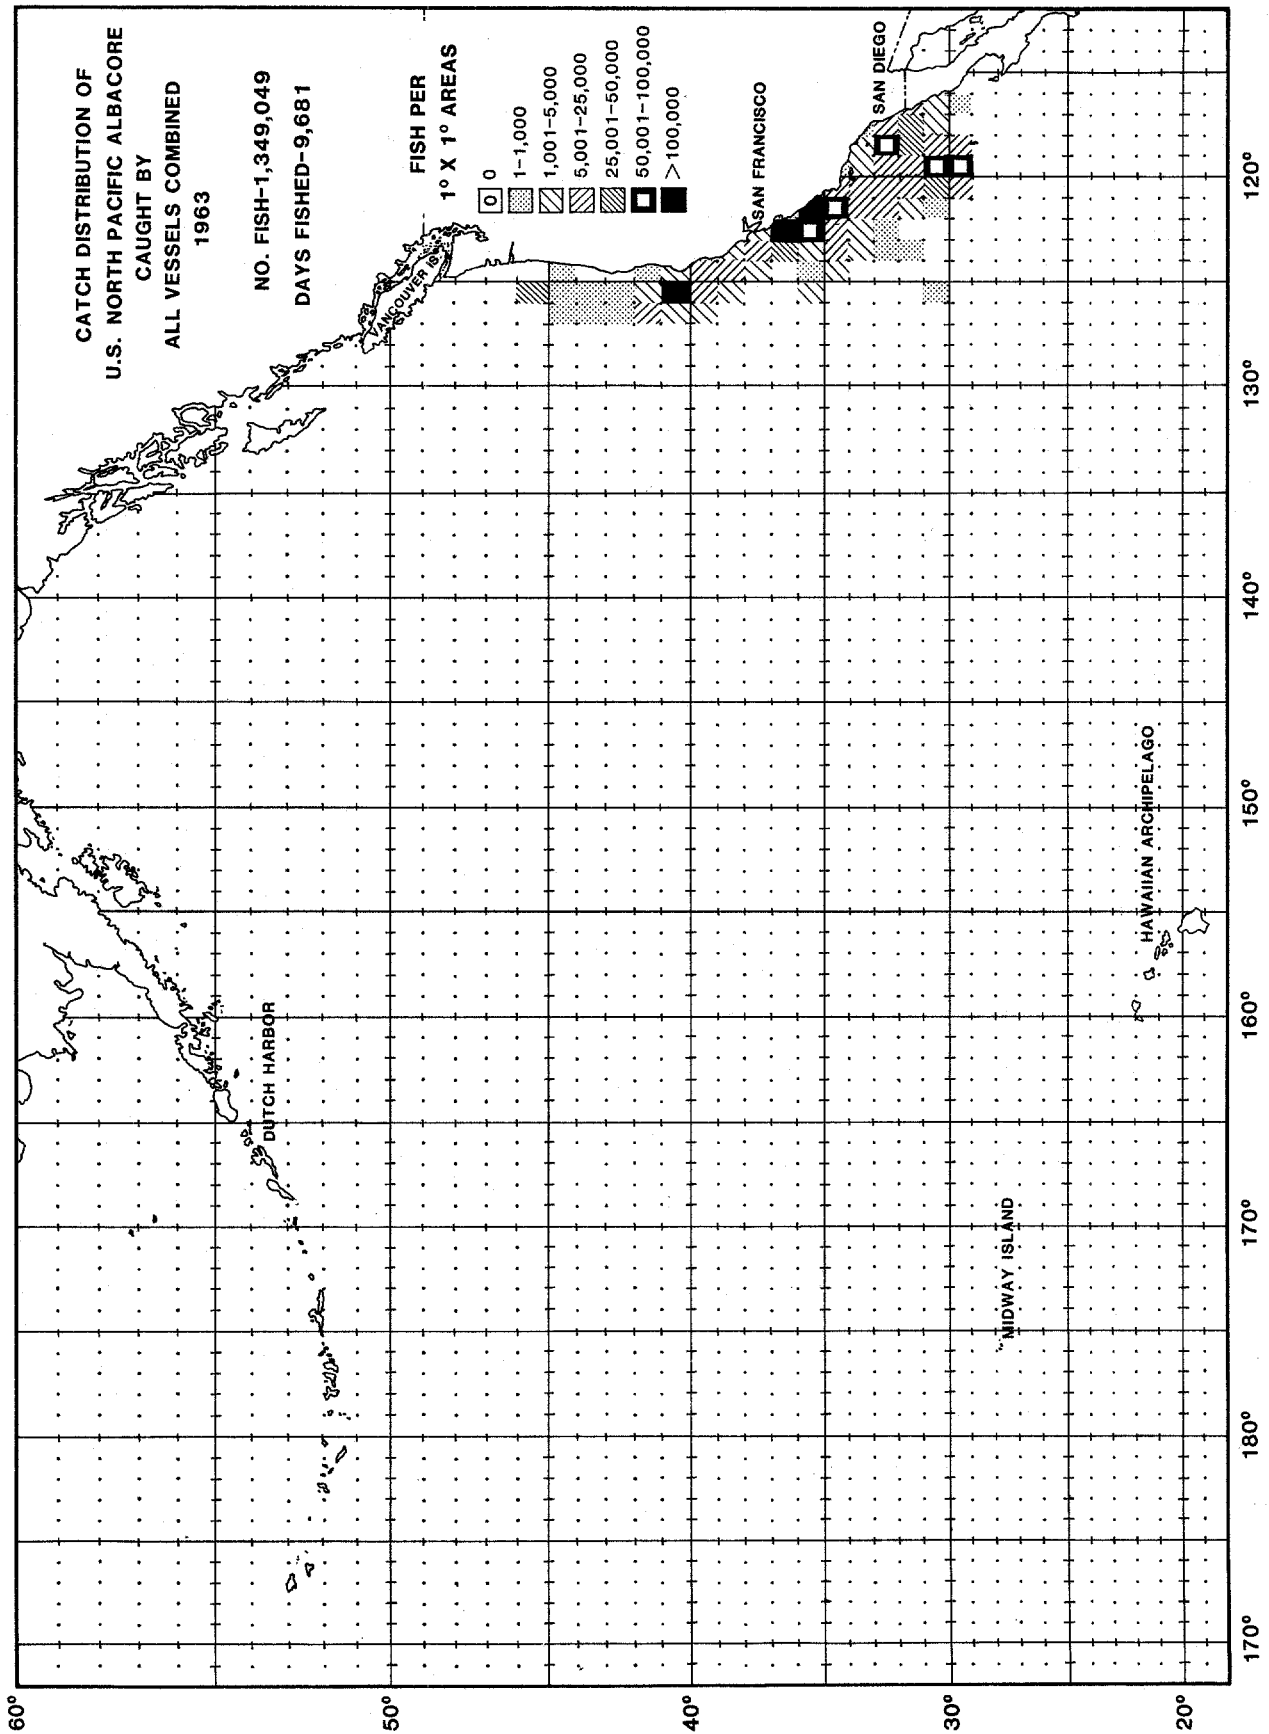 CATCH DISTRIBUTION OF
U.S. NORTH PACIFIC ALBACORE
CAUGHT BY
ALL VESSELS COMBINED
1963
NO. FISH-1,349,049
DAYS FISHED-9,681
FISH PER
1° X 1° AREAS
0
1-1,000
1,001-5,000
5,001-25,000
25,001-50,000
50,001-100,000
>100,000
VANCOUVER IS.
SAN FRANCISCO
SAN DIEGO
DUTCH HARBOR
MIDWAY ISLAND
HAWAIIAN ARCHIPELAGO
60°
50°
40°
30°
20°
170°
180°
170°
160°
150°
140°
130°
120°